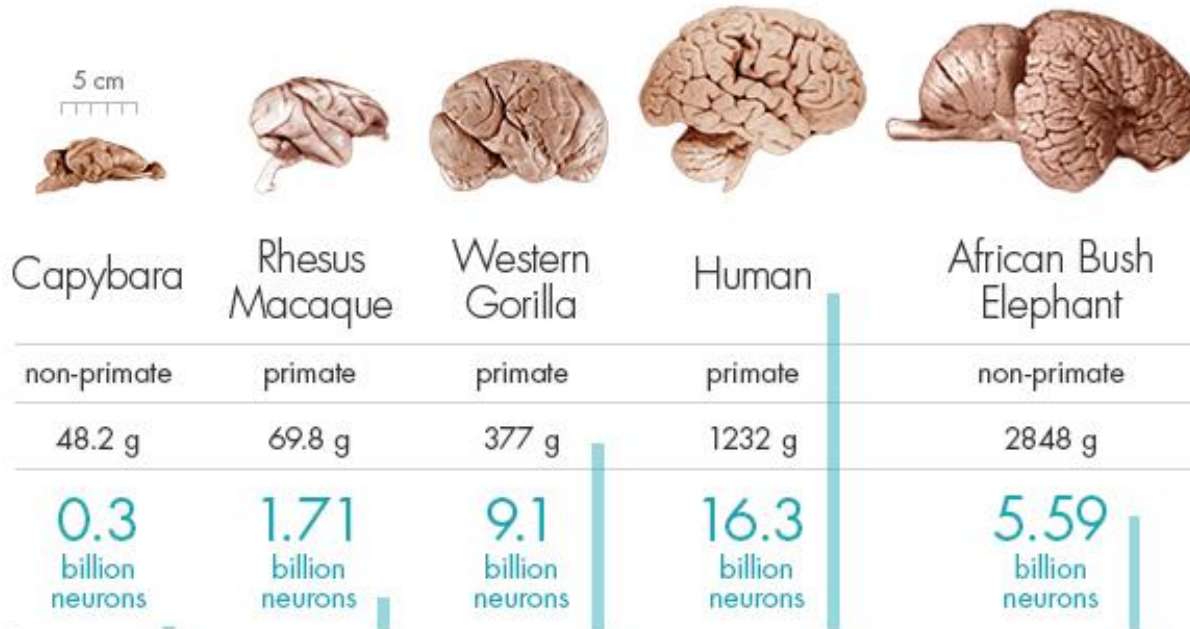 5 cm
Capybara
Rhesus
Macaque
Western
Gorilla
Human
African Bush
Elephant
non-primate
primate
primate
primate
non-primate
48.2 g
69.8 g
377 g
1232 g
2848 g
0.3
billion
neurons
1.71
billion
neurons
9.1
billion
neurons
16.3
billion
neurons
5.59
billion
neurons